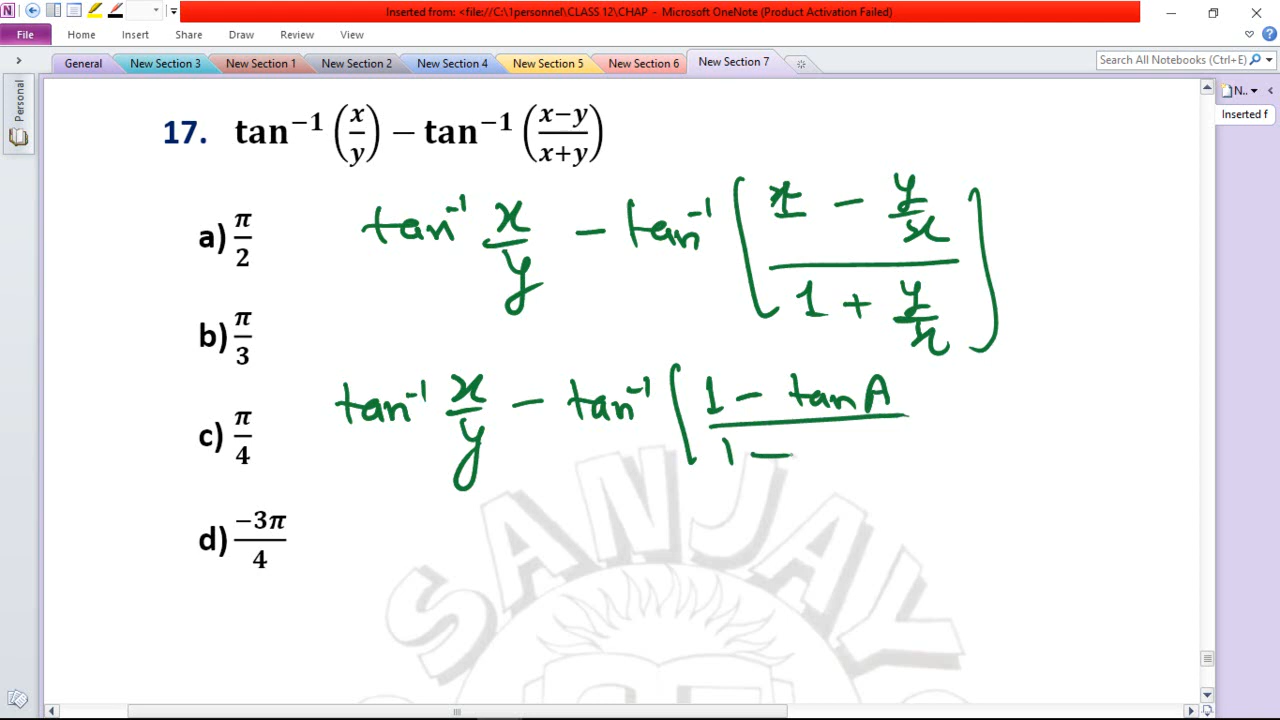 Inserted from: <file://C:\1personnel\CLASS 12\CHAP - Microsoft OneNote (Product Activation Failed)
File Home Insert Share Draw Review View
General New Section 3 New Section 1 New Section 2 New Section 4 New Section 5 New Section 6 New Section 7
Search All Notebooks (Ctrl+E)
Personal
N..
Inserted f
17. tan⁻¹ (x/y) − tan⁻¹ ((x−y)/(x+y))
a) π/2
tan⁻¹ x/y − tan⁻¹ [(1 − y/x)/(1 + y/x)]
b) π/3
tan⁻¹ x/y − tan⁻¹ [(1 − tan A)/(1 −
c) π/4
d) −3π/4
SANJAY